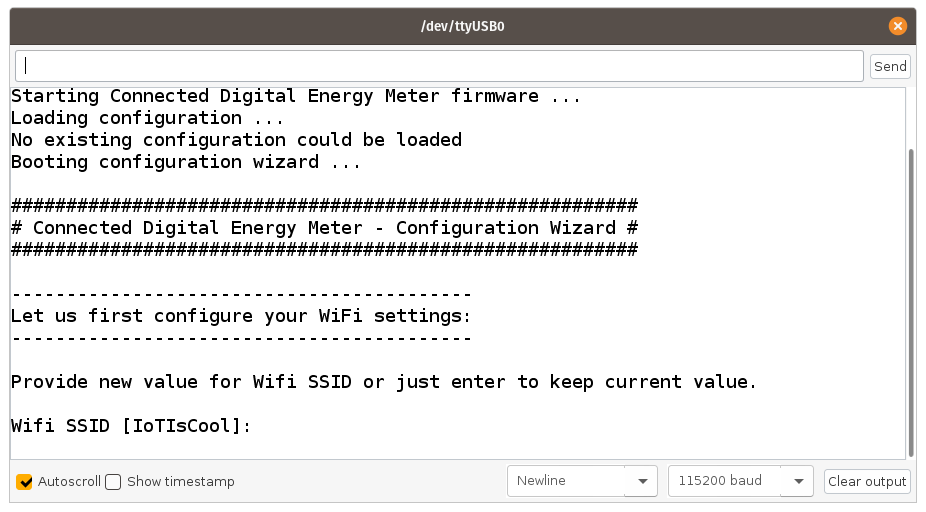 /dev/ttyUSB0
Send
Starting Connected Digital Energy Meter firmware ...
Loading configuration ...
No existing configuration could be loaded
Booting configuration wizard ...
#########################################################
# Connected Digital Energy Meter - Configuration Wizard #
#########################################################
------------------------------------------
Let us first configure your WiFi settings:
------------------------------------------
Provide new value for Wifi SSID or just enter to keep current value.
Wifi SSID [IoTIsCool]:
Autoscroll Show timestamp Newline 115200 baud Clear output